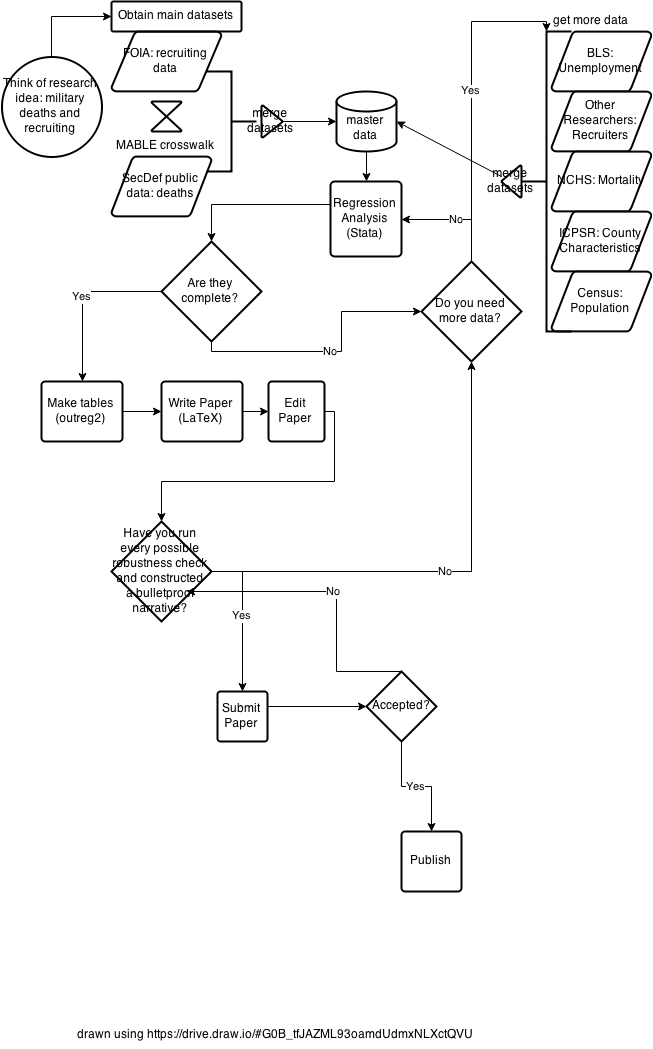 Obtain main datasets
get more data
Think of research
idea: military
deaths and
recruiting
FOIA: recruiting
data
MABLE crosswalk
SecDef public
data: deaths
merge
datasets
master
data
Yes
BLS:
Unemployment
Other
Researchers:
Recruiters
NCHS: Mortality
ICPSR: County
Characteristics
Census:
Population
merge
datasets
Regression
Analysis
(Stata)
No
Are they
complete?
Do you need
more data?
Yes
No
Make tables
(outreg2)
Write Paper
(LaTeX)
Edit
Paper
Have you run
every possible
robustness check
and constructed
a bulletproof
narrative?
No
No
Yes
Submit
Paper
Accepted?
Yes
Publish
drawn using https://drive.draw.io/#G0B_tfJAZML93oamdUdmxNLXctQVU